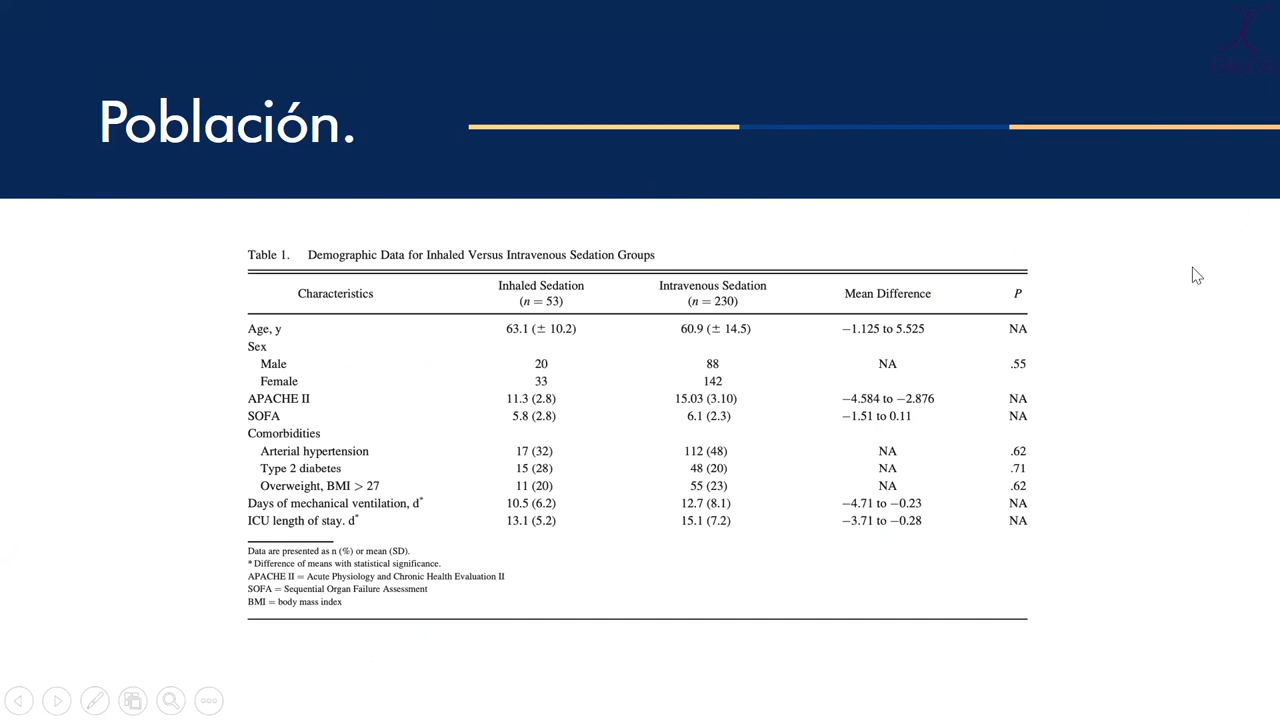 Población.
Table 1. Demographic Data for Inhaled Versus Intravenous Sedation Groups
Characteristics Inhaled Sedation (n = 53) Intravenous Sedation (n = 230) Mean Difference P
Age, y 63.1 (± 10.2) 60.9 (± 14.5) −1.125 to 5.525 NA
Sex
Male 20 88 NA .55
Female 33 142
APACHE II 11.3 (2.8) 15.03 (3.10) −4.584 to −2.876 NA
SOFA 5.8 (2.8) 6.1 (2.3) −1.51 to 0.11 NA
Comorbidities
Arterial hypertension 17 (32) 112 (48) NA .62
Type 2 diabetes 15 (28) 48 (20) NA .71
Overweight, BMI > 27 11 (20) 55 (23) NA .62
Days of mechanical ventilation, d* 10.5 (6.2) 12.7 (8.1) −4.71 to −0.23 NA
ICU length of stay. d* 13.1 (5.2) 15.1 (7.2) −3.71 to −0.28 NA
Data are presented as n (%) or mean (SD).
* Difference of means with statistical significance.
APACHE II = Acute Physiology and Chronic Health Evaluation II
SOFA = Sequential Organ Failure Assessment
BMI = body mass index